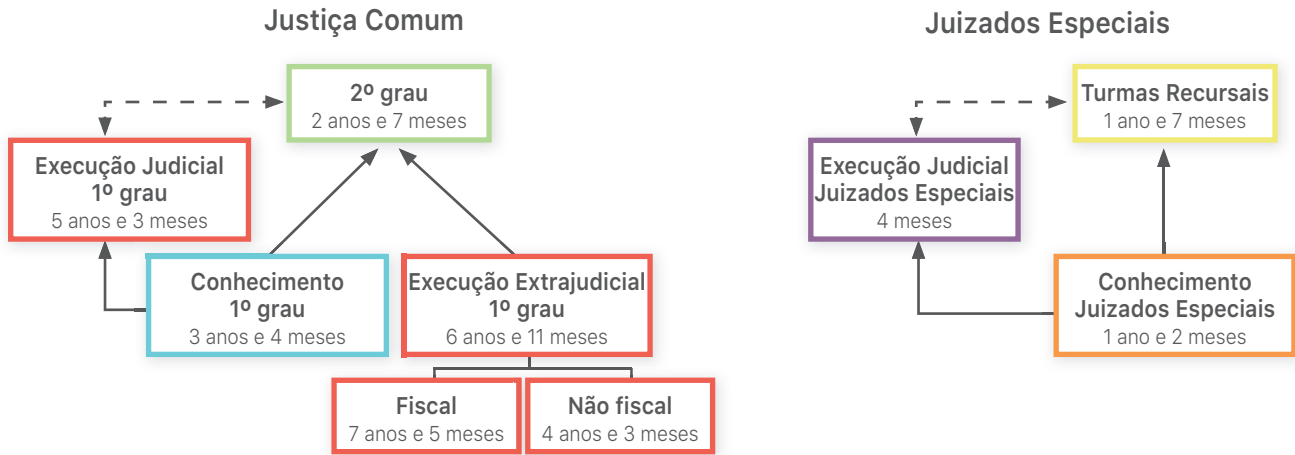 Justiça Comum
2º grau
2 anos e 7 meses
Execução Judicial
1º grau
5 anos e 3 meses
Conhecimento
1º grau
3 anos e 4 meses
Execução Extrajudicial
1º grau
6 anos e 11 meses
Fiscal
7 anos e 5 meses
Não fiscal
4 anos e 3 meses
Juizados Especiais
Turmas Recursais
1 ano e 7 meses
Execução Judicial
Juizados Especiais
4 meses
Conhecimento
Juizados Especiais
1 ano e 2 meses